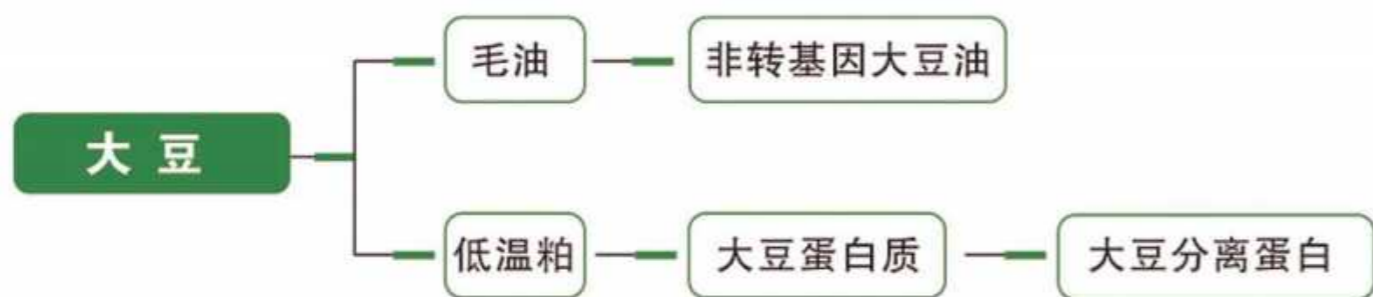 毛油
非转基因大豆油
大豆
低温粕
大豆蛋白质
大豆分离蛋白